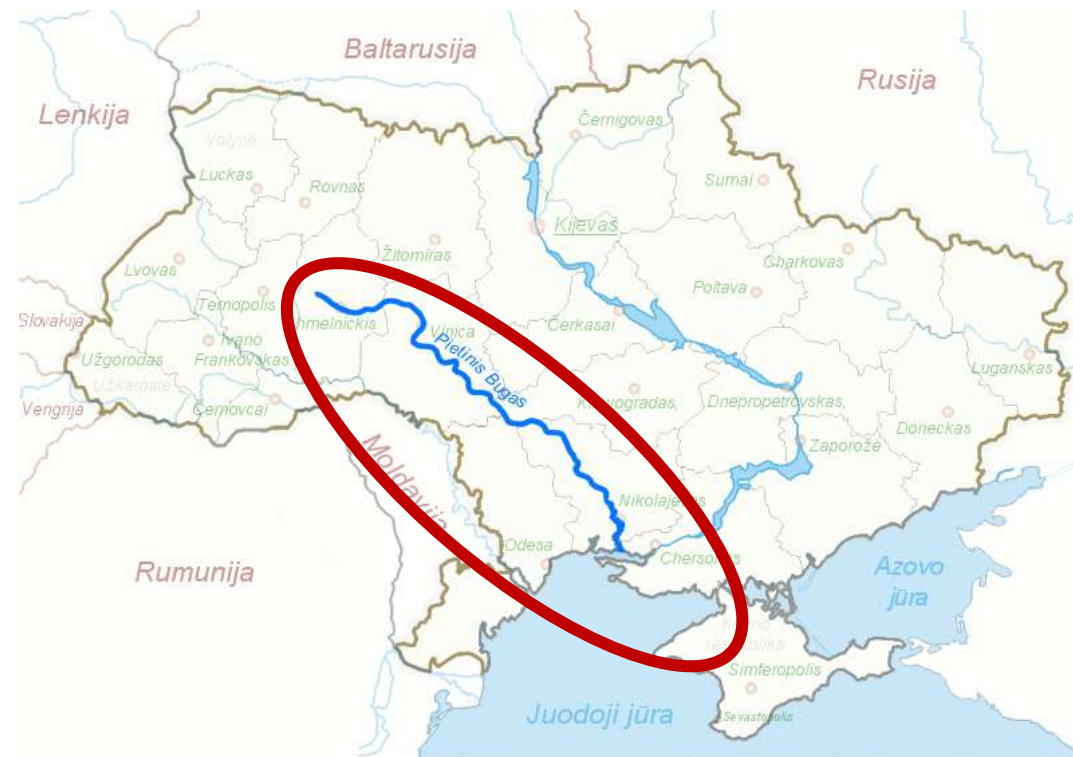 Baltarusija
Rusija
Lenkija
Černigovas
Volynė
Sumai
Luckas
Rovnas
Kijevas
Žitomiras
Charkovas
Lvovas
Poltava
Ternopolis
Čerkasai
Slovakija
hmelnickis
Vinica
Ivano
Frankovskas
Užgorodas
Pietinis Bugas
Luganskas
Užkarpatė
Vengrija
Černovcai
Dnepropetrovskas,
Doneckas
Zaporožė
Moldavija
Nikolajevas
Odesa
Chersonas
Rumunija
Azovo
jūra
Simferopolis
Juodoji jūra
Sevastopolis